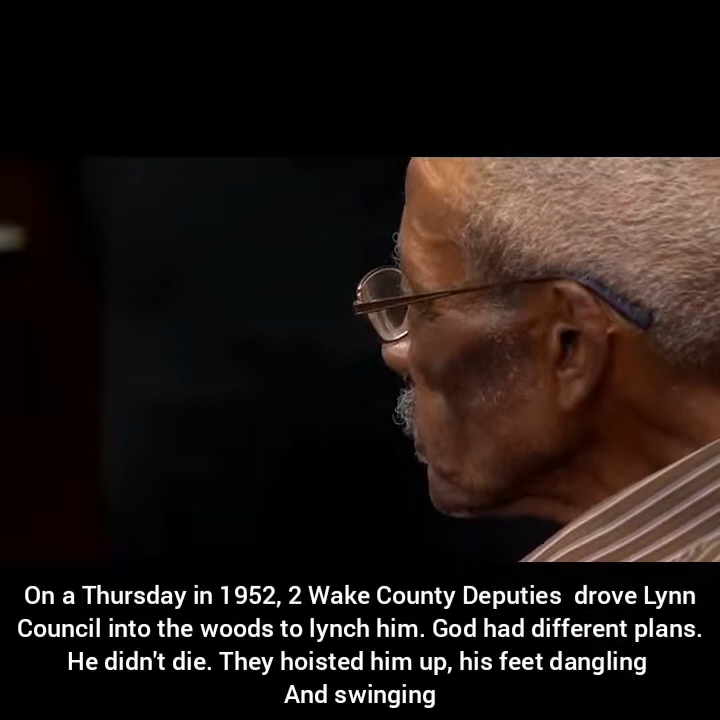 On a Thursday in 1952, 2 Wake County Deputies  drove Lynn
Council into the woods to lynch him. God had different plans.
He didn't die. They hoisted him up, his feet dangling
And swinging